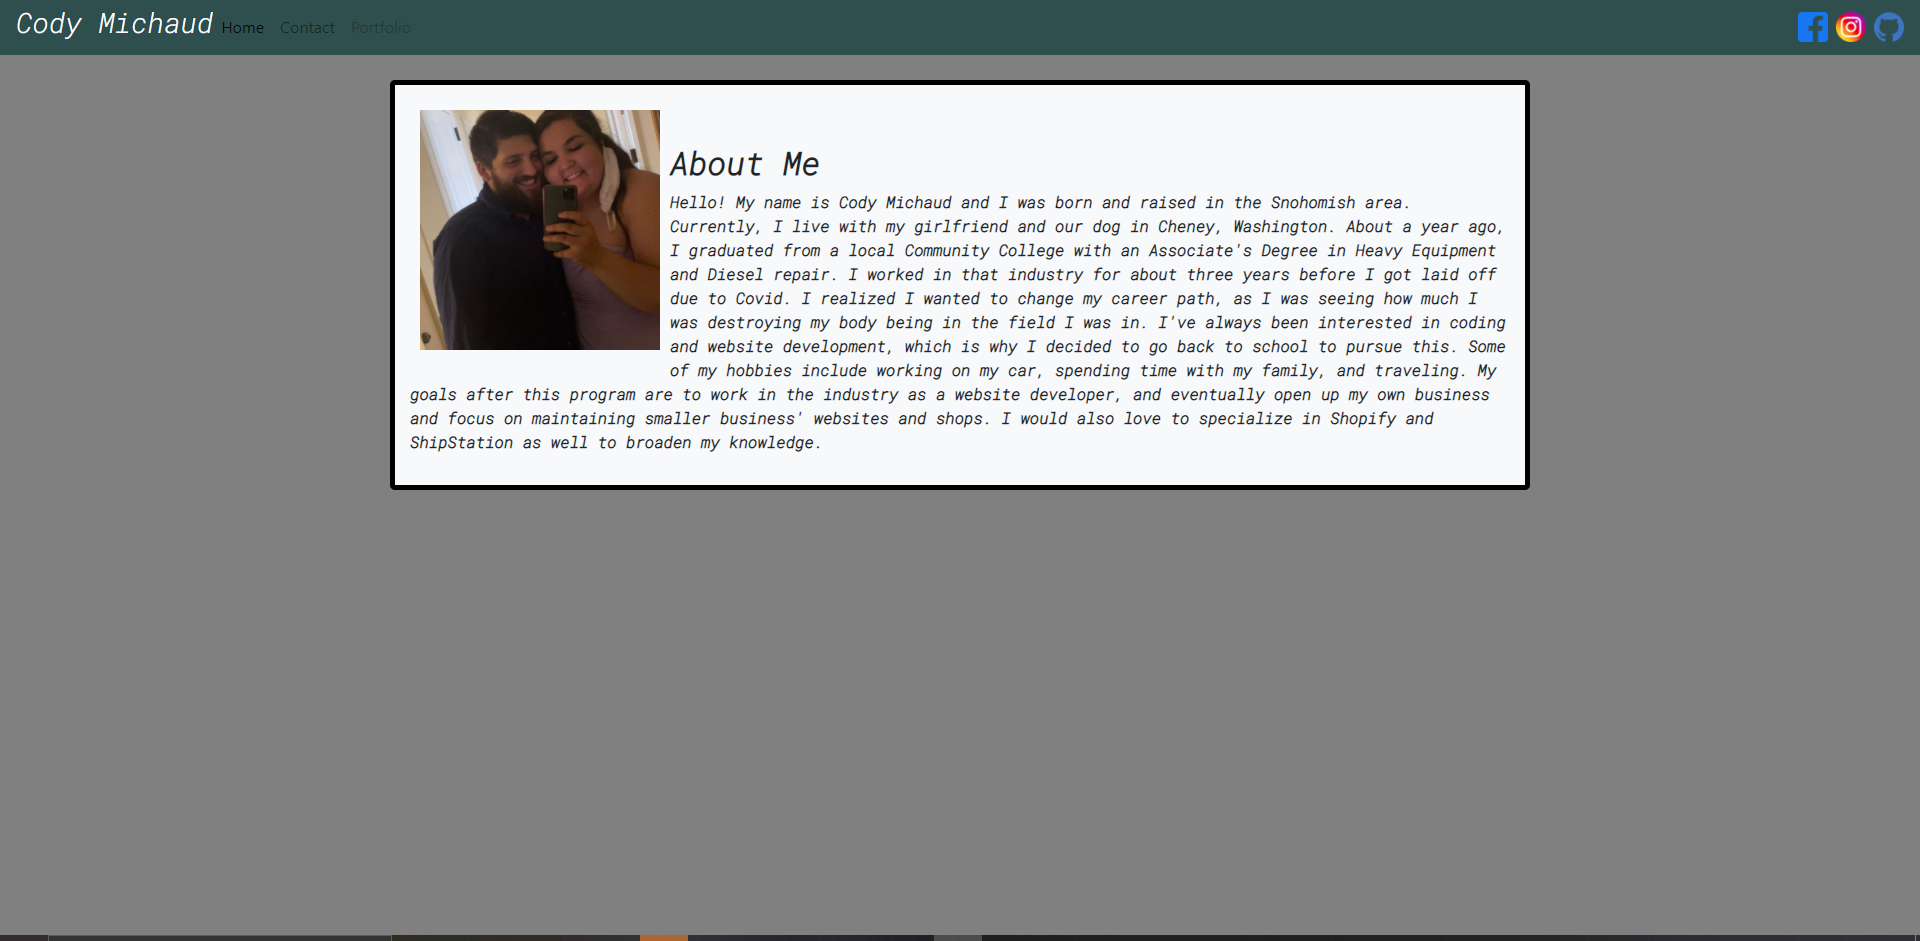 Cody Michaud Home Contact Portfolio
About Me
Hello! My name is Cody Michaud and I was born and raised in the Snohomish area.
Currently, I live with my girlfriend and our dog in Cheney, Washington. About a year ago,
I graduated from a local Community College with an Associate's Degree in Heavy Equipment
and Diesel repair. I worked in that industry for about three years before I got laid off
due to Covid. I realized I wanted to change my career path, as I was seeing how much I
was destroying my body being in the field I was in. I've always been interested in coding
and website development, which is why I decided to go back to school to pursue this. Some
of my hobbies include working on my car, spending time with my family, and traveling. My
goals after this program are to work in the industry as a website developer, and eventually open up my own business
and focus on maintaining smaller business' websites and shops. I would also love to specialize in Shopify and
ShipStation as well to broaden my knowledge.